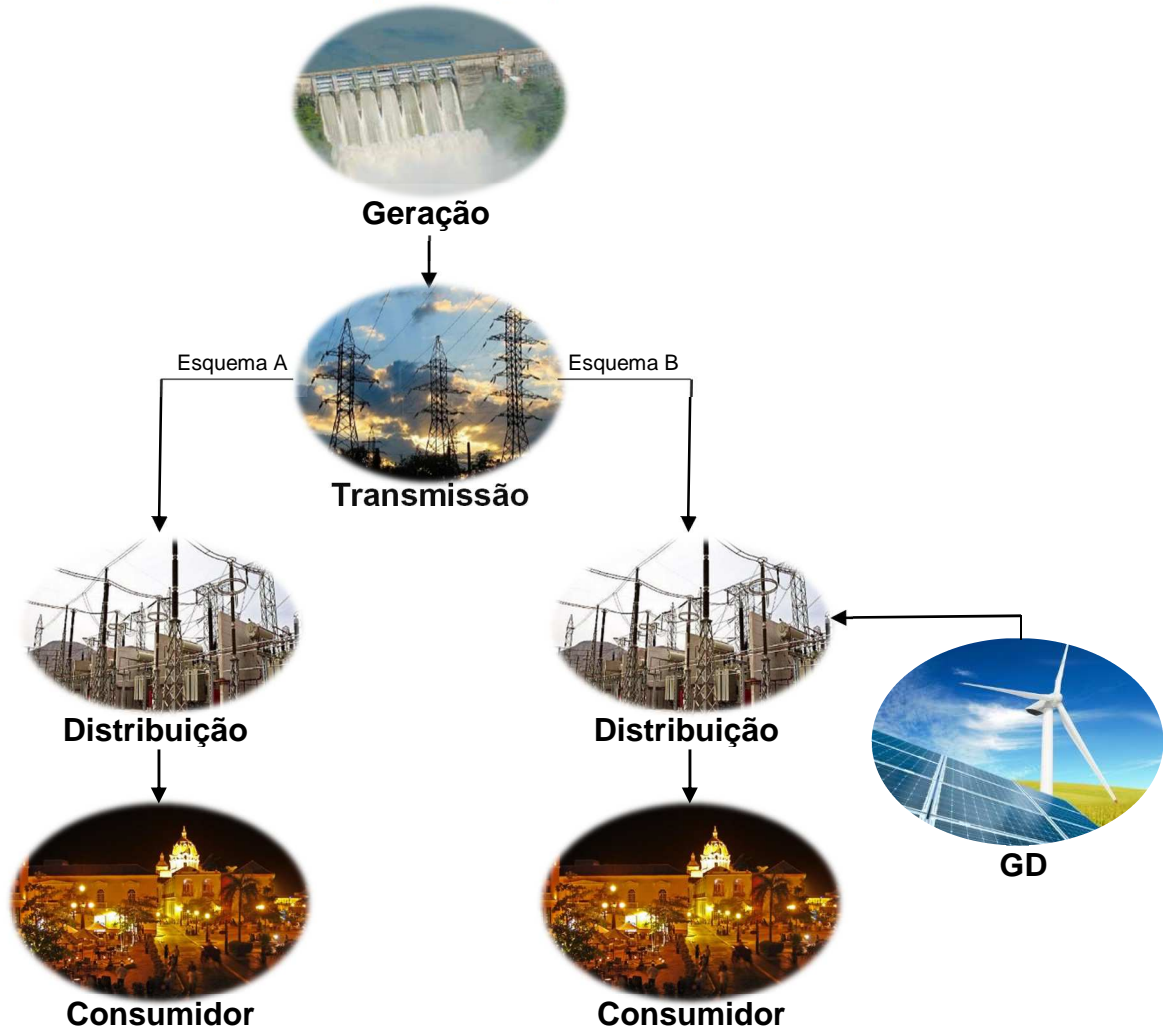 Geração
Esquema A
Esquema B
Transmissão
Distribuição
Distribuição
GD
Consumidor
Consumidor